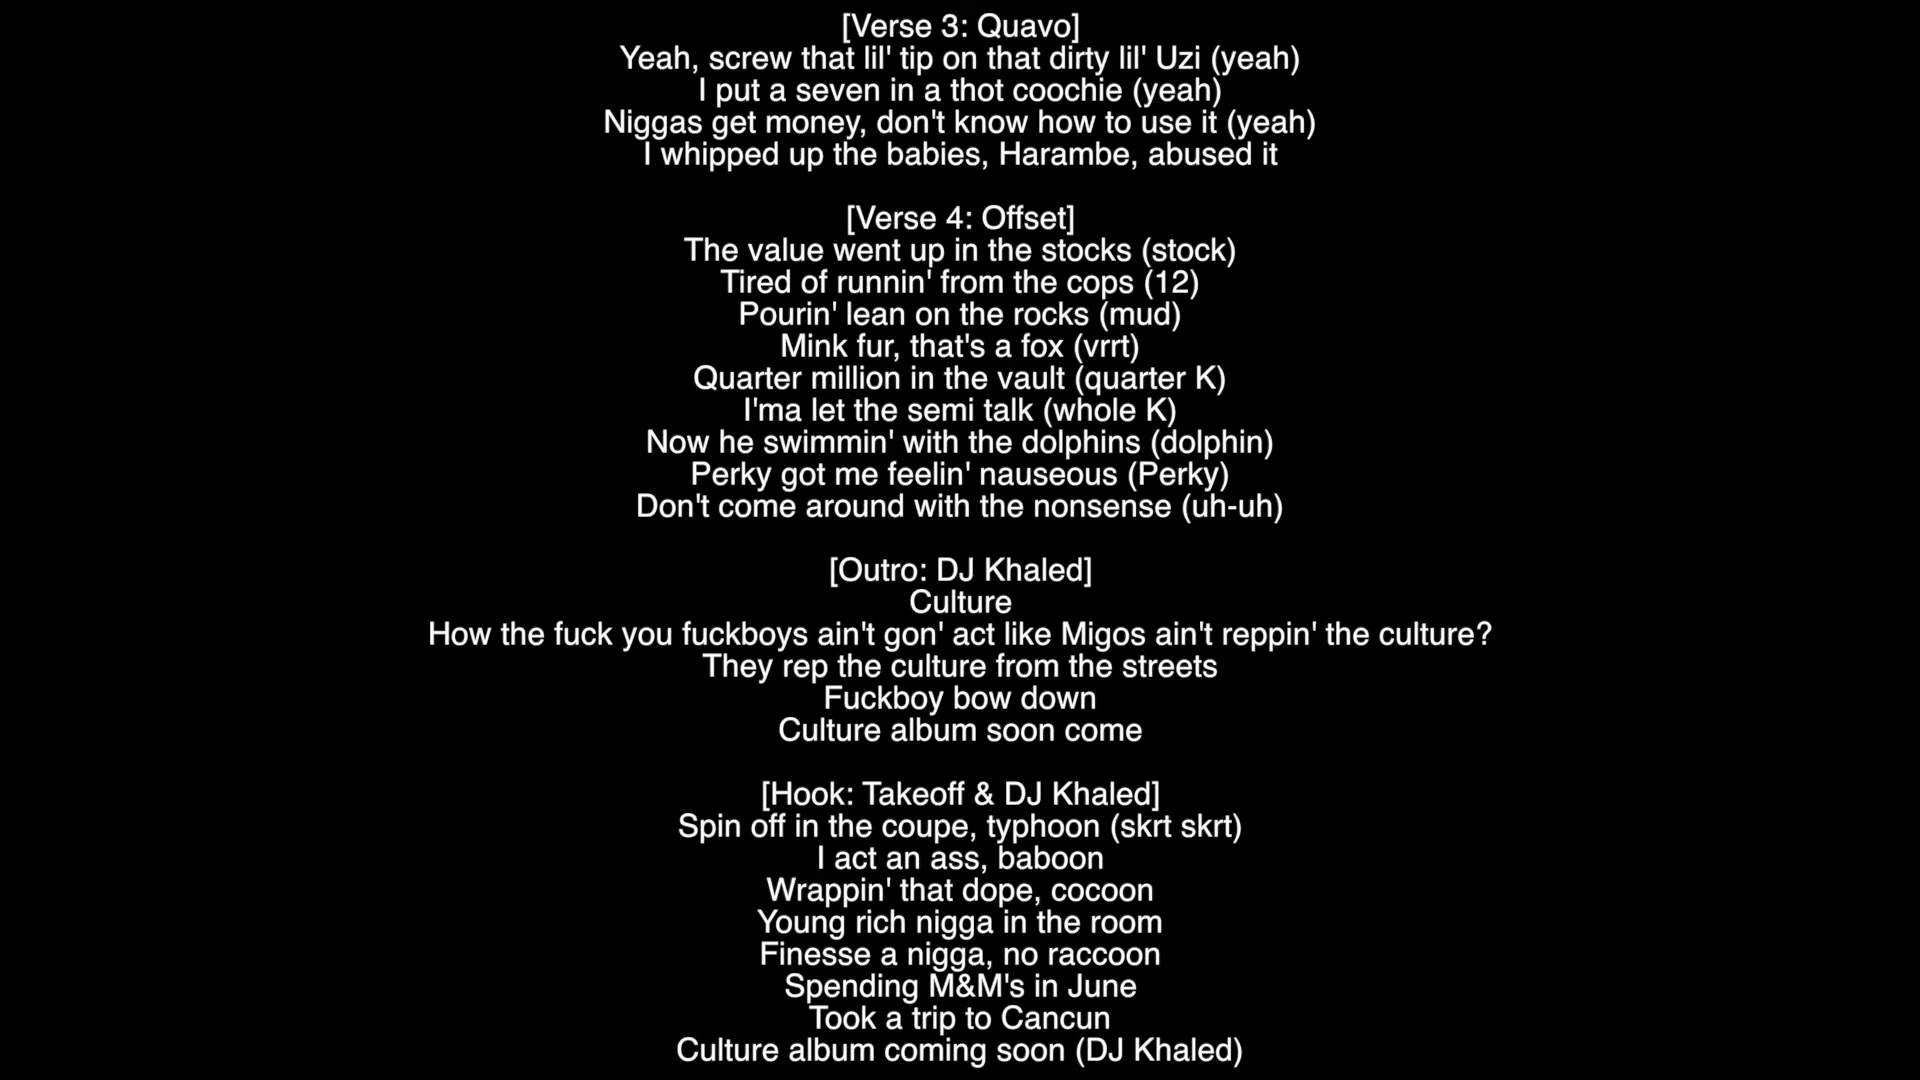 [Verse 3: Quavo]
Yeah, screw that lil' tip on that dirty lil' Uzi (yeah)
I put a seven in a thot coochie (yeah)
Niggas get money, don't know how to use it (yeah)
I whipped up the babies, Harambe, abused it
[Verse 4: Offset]
The value went up in the stocks (stock)
Tired of runnin' from the cops (12)
Pourin' lean on the rocks (mud)
Mink fur, that's a fox (vrrt)
Quarter million in the vault (quarter K)
I'ma let the semi talk (whole K)
Now he swimmin' with the dolphins (dolphin)
Perky got me feelin' nauseous (Perky)
Don't come around with the nonsense (uh-uh)
[Outro: DJ Khaled]
Culture
How the fuck you fuckboys ain't gon' act like Migos ain't reppin' the culture?
They rep the culture from the streets
Fuckboy bow down
Culture album soon come
[Hook: Takeoff & DJ Khaled]
Spin off in the coupe, typhoon (skrt skrt)
I act an ass, baboon
Wrappin' that dope, cocoon
Young rich nigga in the room
Finesse a nigga, no raccoon
Spending M&M's in June
Took a trip to Cancun
Culture album coming soon (DJ Khaled)